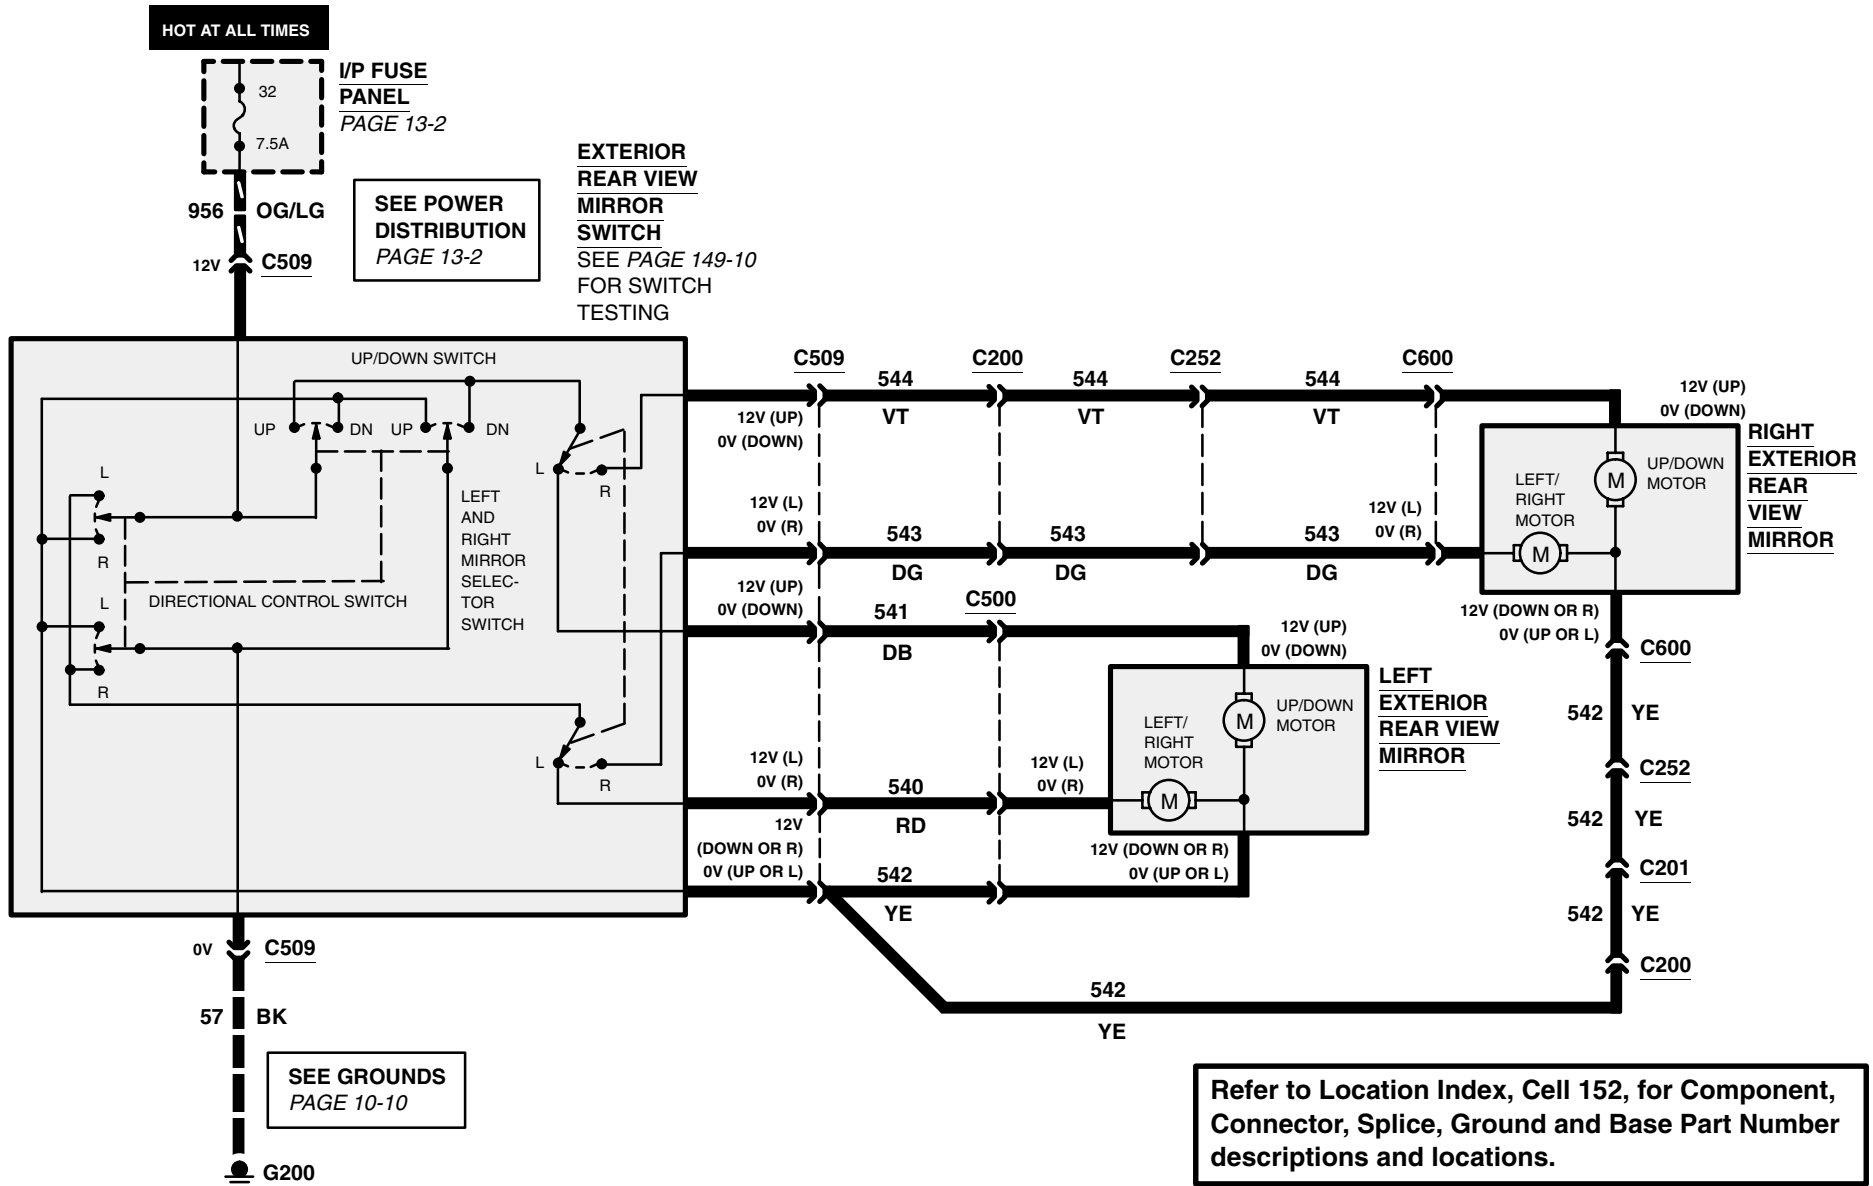 HOT AT ALL TIMES
32
7.5A
I/P FUSE
PANEL
PAGE 13-2
956 OG/LG
12V C509
SEE POWER
DISTRIBUTION
PAGE 13-2
EXTERIOR
REAR VIEW
MIRROR
SWITCH
SEE PAGE 149-10
FOR SWITCH
TESTING
UP/DOWN SWITCH
UP DN UP DN
L
R
L
R
DIRECTIONAL CONTROL SWITCH
LEFT
AND
RIGHT
MIRROR
SELEC-
TOR
SWITCH
L
R
L
R
C509 C200 C252 C600
544 544 544
VT VT VT
12V (UP)
0V (DOWN)
12V (L)
0V (R)
543 543 543
DG DG DG
12V (L)
0V (R)
12V (UP)
0V (DOWN)
RIGHT
EXTERIOR
REAR
VIEW
MIRROR
UP/DOWN
MOTOR
M
LEFT/
RIGHT
MOTOR
M
12V (UP)
0V (DOWN)
541
DB
C500
12V (UP)
0V (DOWN)
LEFT
EXTERIOR
REAR VIEW
MIRROR
UP/DOWN
MOTOR
M
LEFT/
RIGHT
MOTOR
M
12V (L)
0V (R)
540
RD
12V (L)
0V (R)
12V
(DOWN OR R)
0V (UP OR L)
542
YE
12V (DOWN OR R)
0V (UP OR L)
12V (DOWN OR R)
0V (UP OR L)
C600
542 YE
C252
542 YE
C201
542 YE
C200
542
YE
0V C509
57 BK
SEE GROUNDS
PAGE 10-10
G200
Refer to Location Index, Cell 152, for Component,
Connector, Splice, Ground and Base Part Number
descriptions and locations.